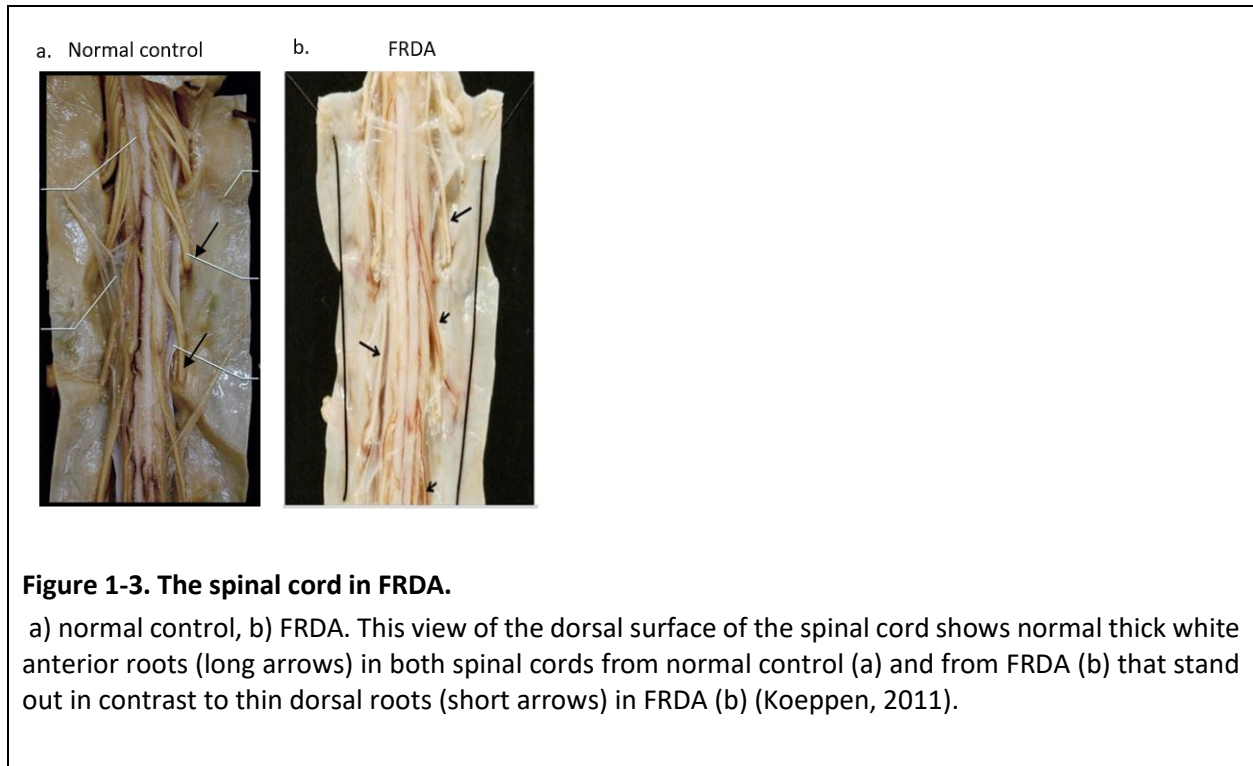 a. Normal control
b. FRDA
Figure 1-3. The spinal cord in FRDA.
a) normal control, b) FRDA. This view of the dorsal surface of the spinal cord shows normal thick white
anterior roots (long arrows) in both spinal cords from normal control (a) and from FRDA (b) that stand
out in contrast to thin dorsal roots (short arrows) in FRDA (b) (Koeppen, 2011).